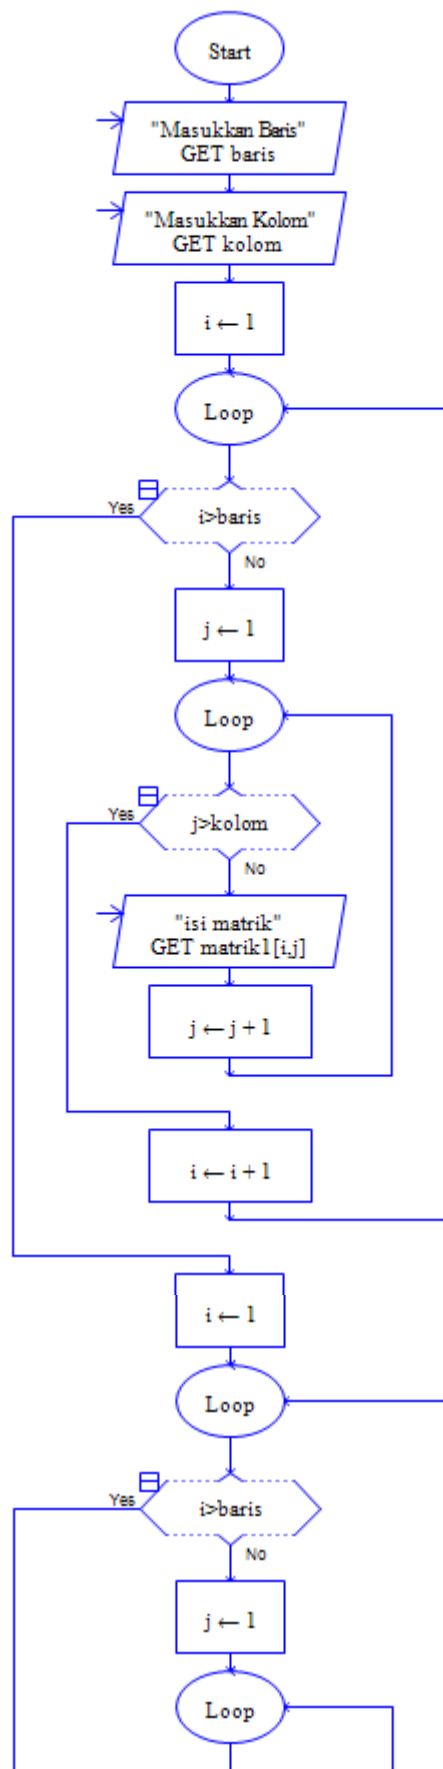 Start
"Masukkan Baris"
GET baris
"Masukkan Kolom"
GET kolom
i ← 1
Loop
i>baris
Yes
No
j ← 1
Loop
j>kolom
Yes
No
"isi matrik"
GET matrik1[i,j]
j ← j + 1
i ← i + 1
i ← 1
Loop
i>baris
Yes
No
j ← 1
Loop